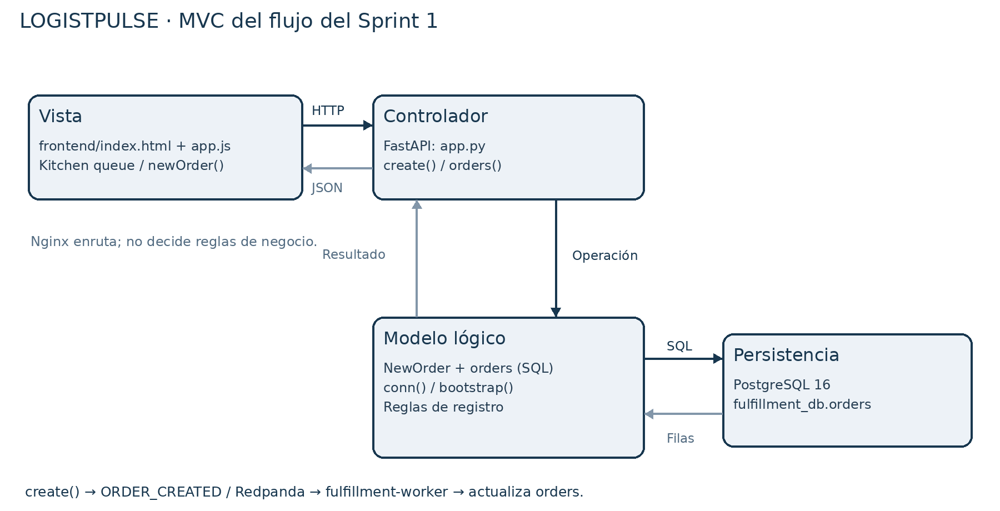 LOGISTPULSE · MVC del flujo del Sprint 1
Vista
frontend/index.html + app.js
Kitchen queue / newOrder()
HTTP
JSON
Controlador
FastAPI: app.py
create() / orders()
Nginx enruta; no decide reglas de negocio.
Resultado
Operación
Modelo lógico
NewOrder + orders (SQL)
conn() / bootstrap()
Reglas de registro
SQL
Filas
Persistencia
PostgreSQL 16
fulfillment_db.orders
create() → ORDER_CREATED / Redpanda → fulfillment-worker → actualiza orders.